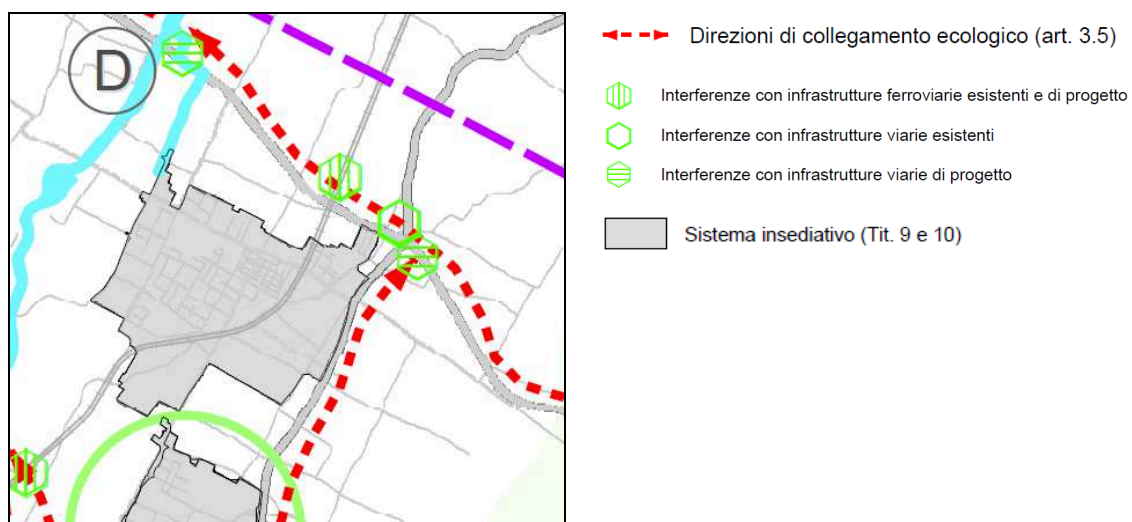 D
Direzioni di collegamento ecologico (art. 3.5)
Interferenze con infrastrutture ferroviarie esistenti e di progetto
Interferenze con infrastrutture viarie esistenti
Interferenze con infrastrutture viarie di progetto
Sistema insediativo (Tit. 9 e 10)